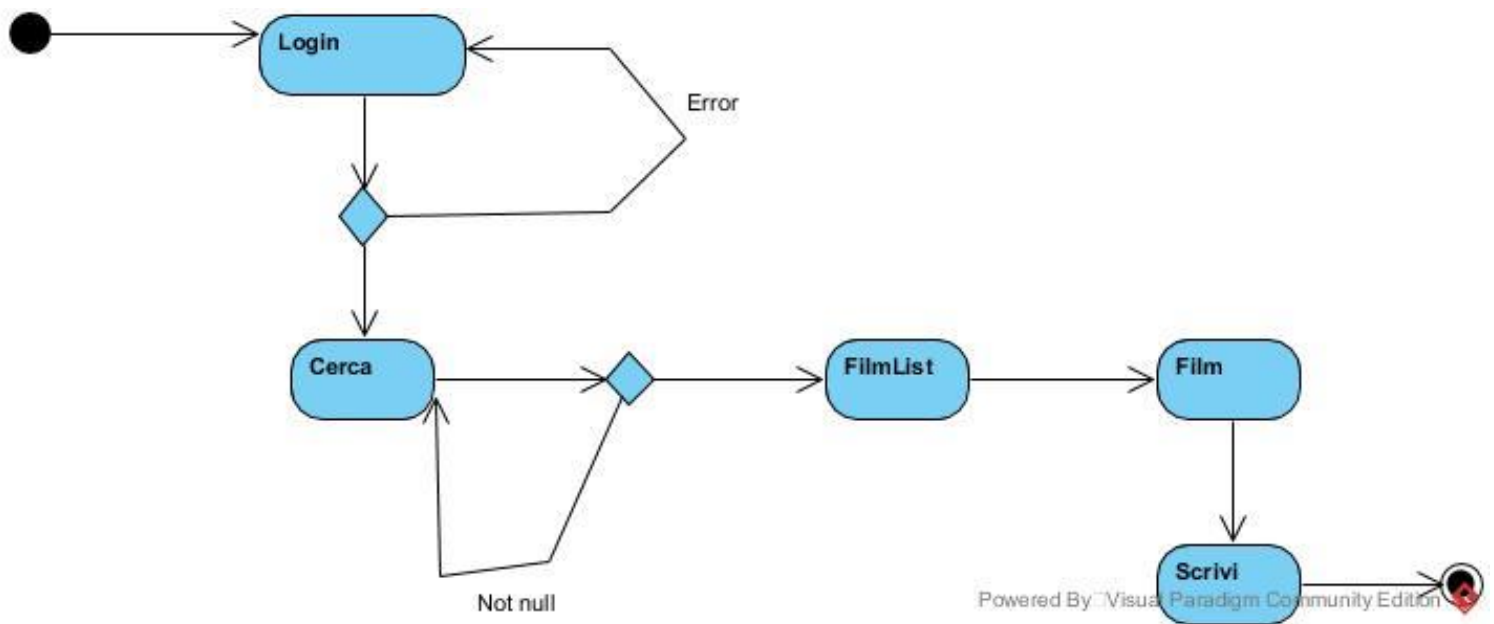 Login
Error
Cerca
FilmList
Film
Not null
Scrivi
Powered By Visual Paradigm Community Edition